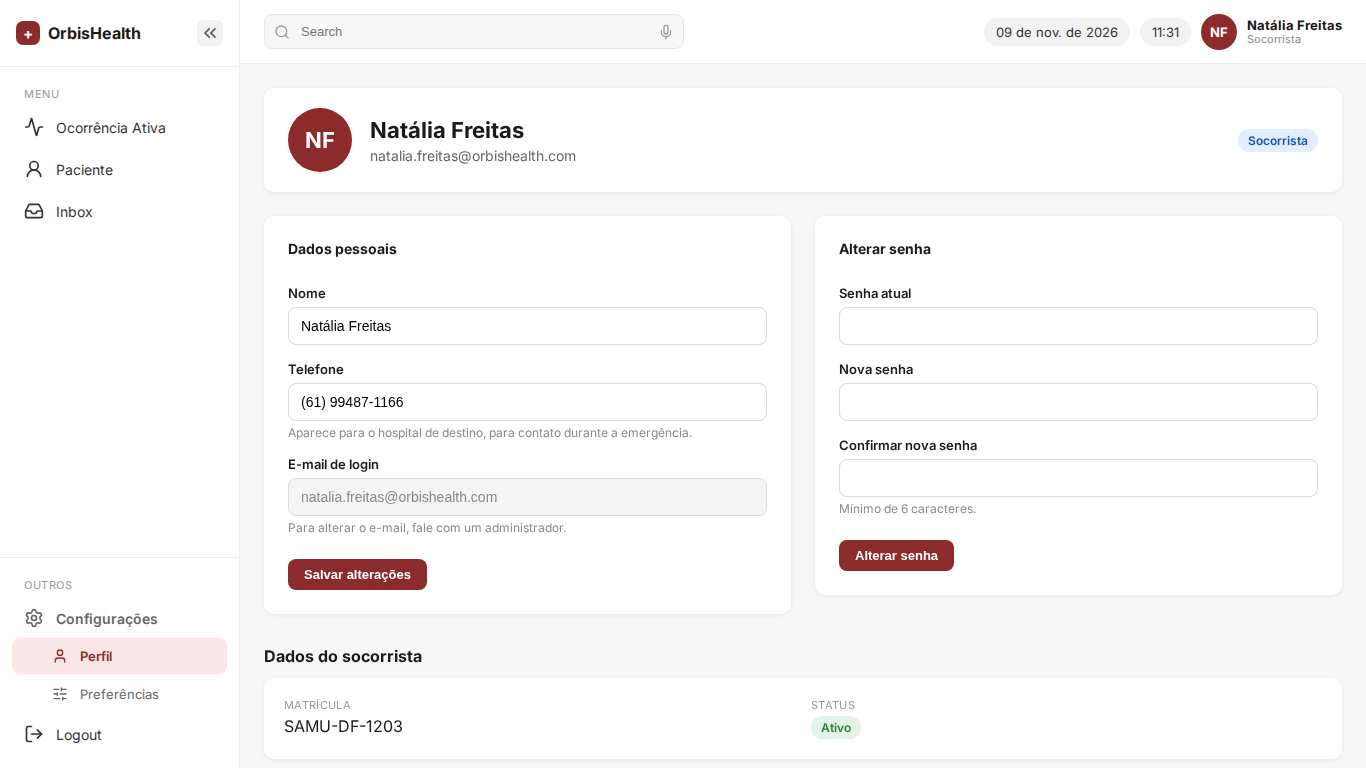 OrbisHealth
Search
09 de nov. de 2026
11:31
NF
Natália Freitas
Socorrista
MENU
Ocorrência Ativa
Paciente
Inbox
NF
Natália Freitas
natalia.freitas@orbishealth.com
Socorrista
Dados pessoais
Nome
Natália Freitas
Telefone
(61) 99487-1166
Aparece para o hospital de destino, para contato durante a emergência.
E-mail de login
natalia.freitas@orbishealth.com
Para alterar o e-mail, fale com um administrador.
Salvar alterações
Alterar senha
Senha atual
Nova senha
Confirmar nova senha
Mínimo de 6 caracteres.
Alterar senha
OUTROS
Configurações
Perfil
Preferências
Logout
Dados do socorrista
MATRÍCULA
SAMU-DF-1203
STATUS
Ativo